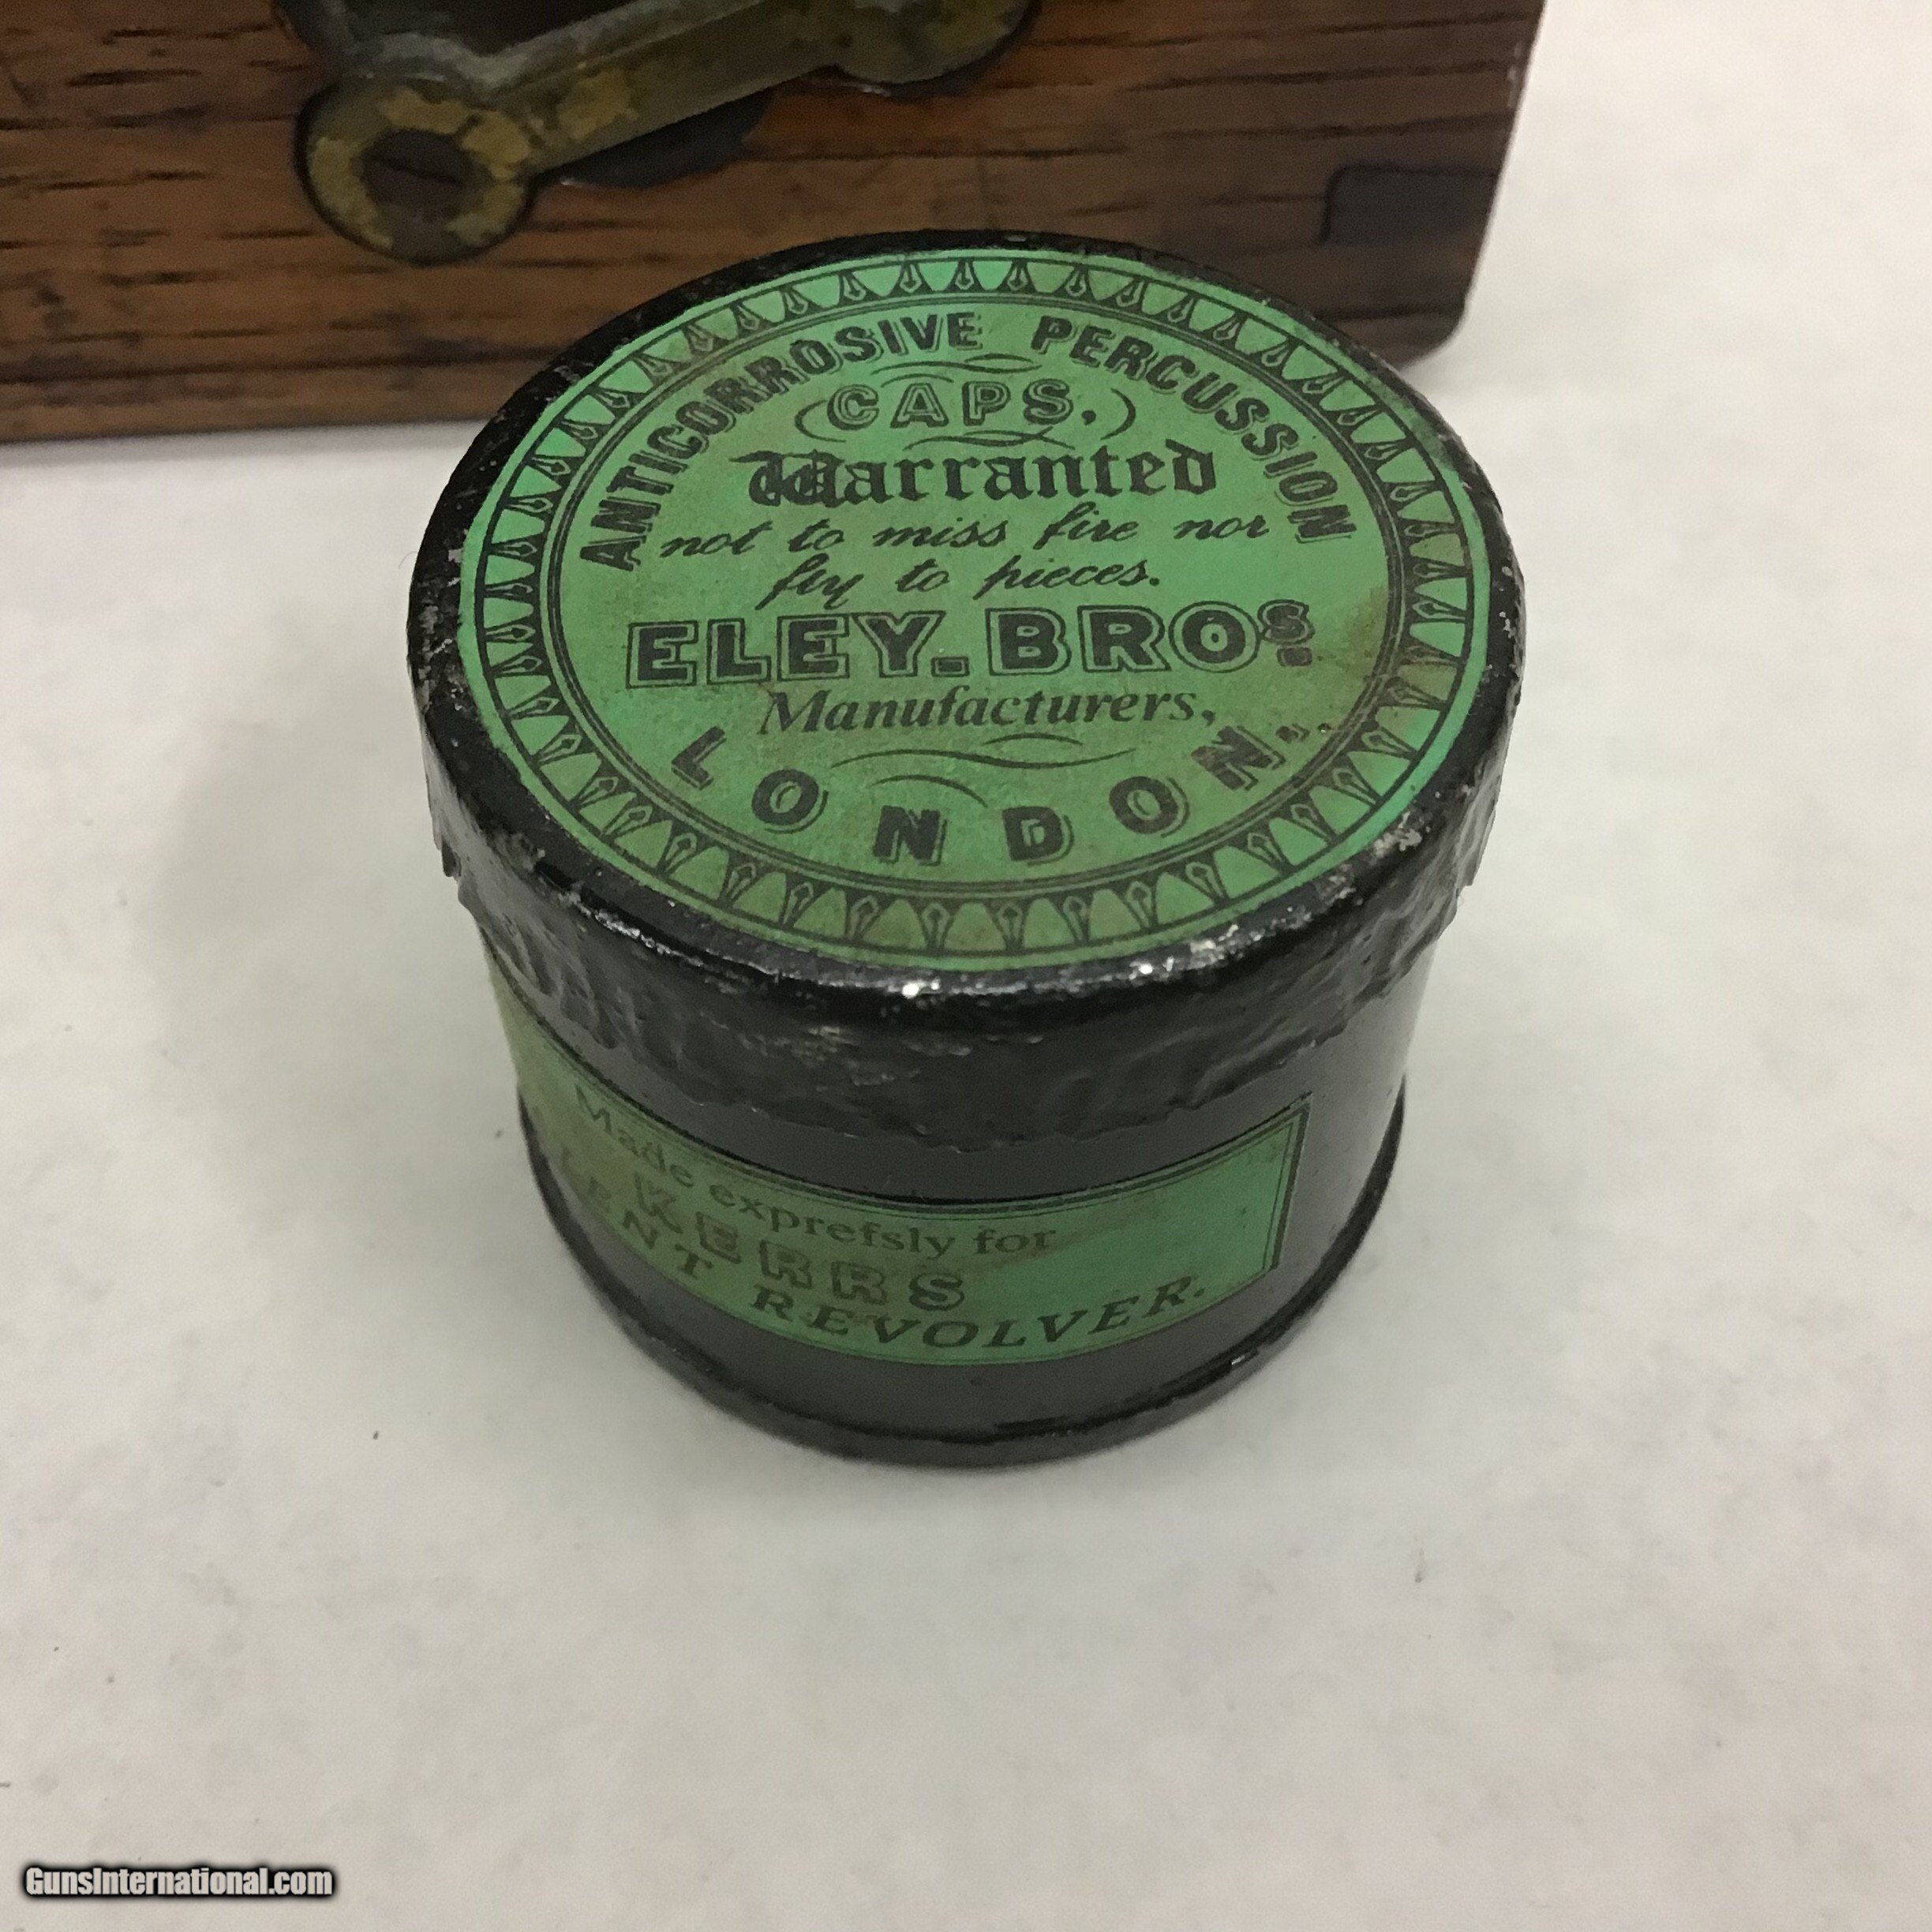 ANTICORROSIVE PERCUSSION
CAPS.
Warranted
not to miss fire nor
fly to pieces.
ELEY. BROS.
Manufacturers,
LONDON.
Made exprefsly for
KERRS
REVOLVER.
GunsInternational.com